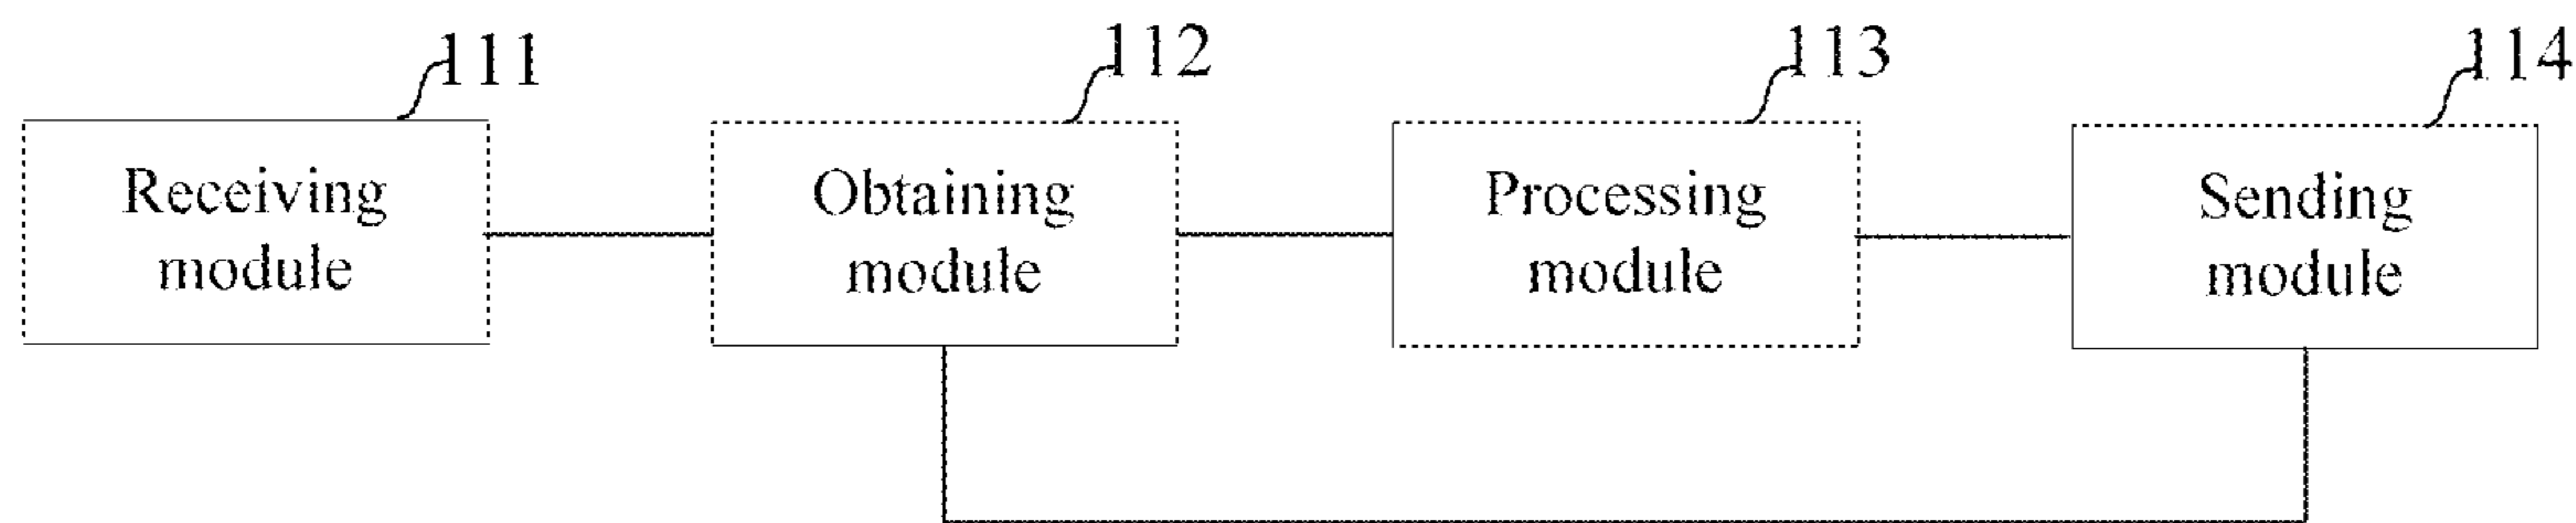 111
112
113
114
Receiving
module
Obtaining
module
Processing
module
Sending
module